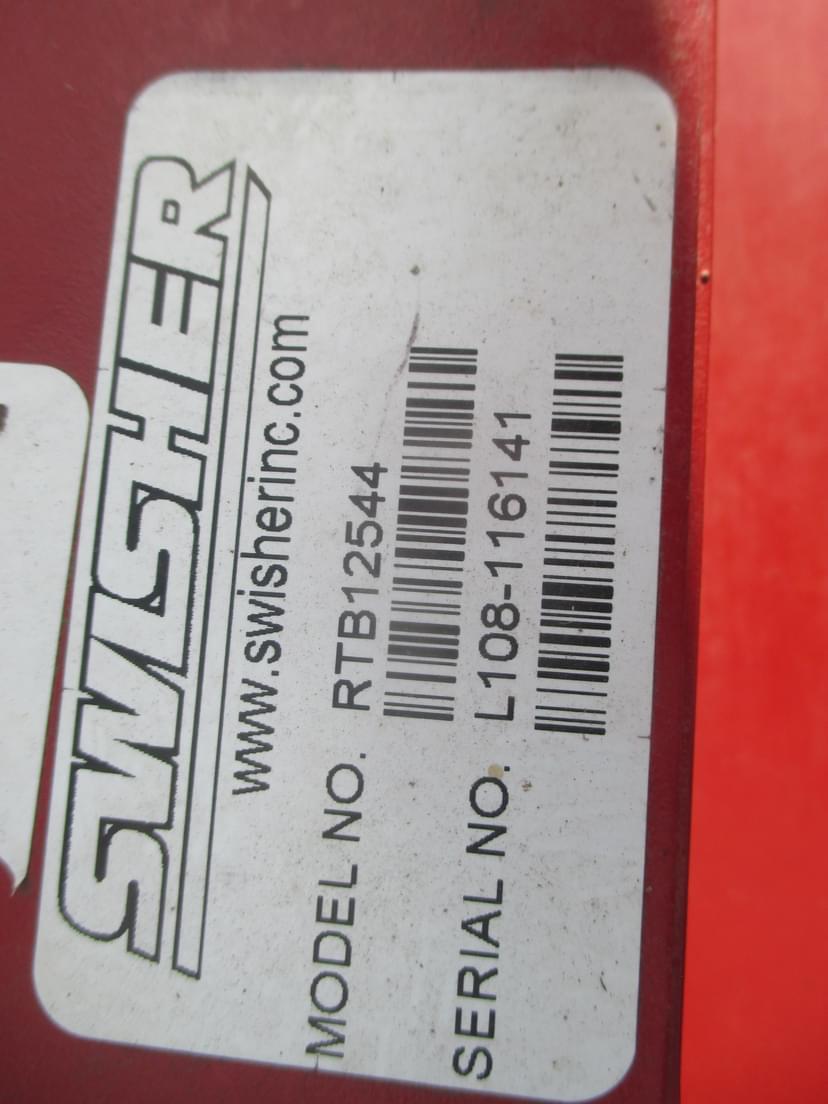 SWISHER
www.swisherinc.com
MODEL NO. RTB12544
SERIAL NO. L108-116141